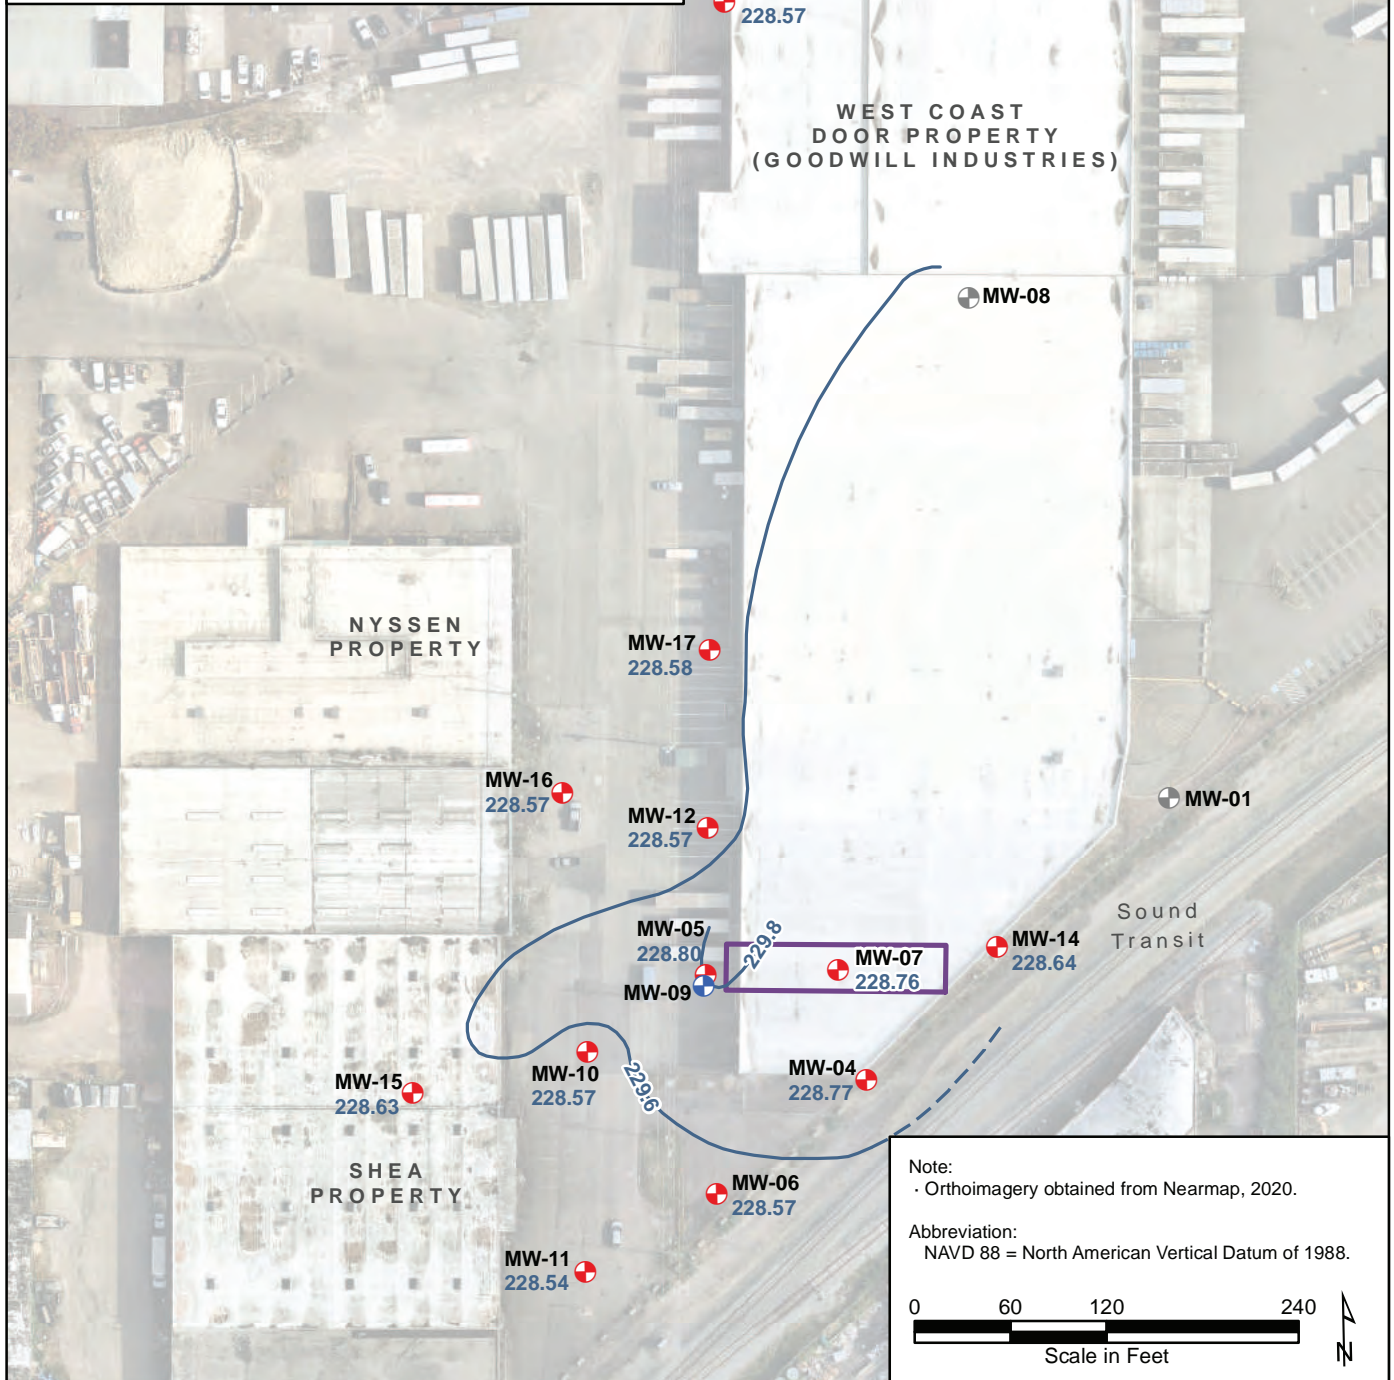 228.57
WEST COAST
DOOR PROPERTY
(GOODWILL INDUSTRIES)
MW-08
NYSSEN
PROPERTY
MW-17
228.58
MW-16
228.57
MW-12
228.57
MW-01
Sound
Transit
MW-05
228.80
229.8
MW-07
228.76
MW-14
228.64
MW-09
MW-10
228.57
229.6
MW-04
228.77
MW-15
228.63
SHEA
PROPERTY
MW-06
228.57
MW-11
228.54
Note:
· Orthoimagery obtained from Nearmap, 2020.
Abbreviation:
NAVD 88 = North American Vertical Datum of 1988.
0 60 120 240
Scale in Feet
N